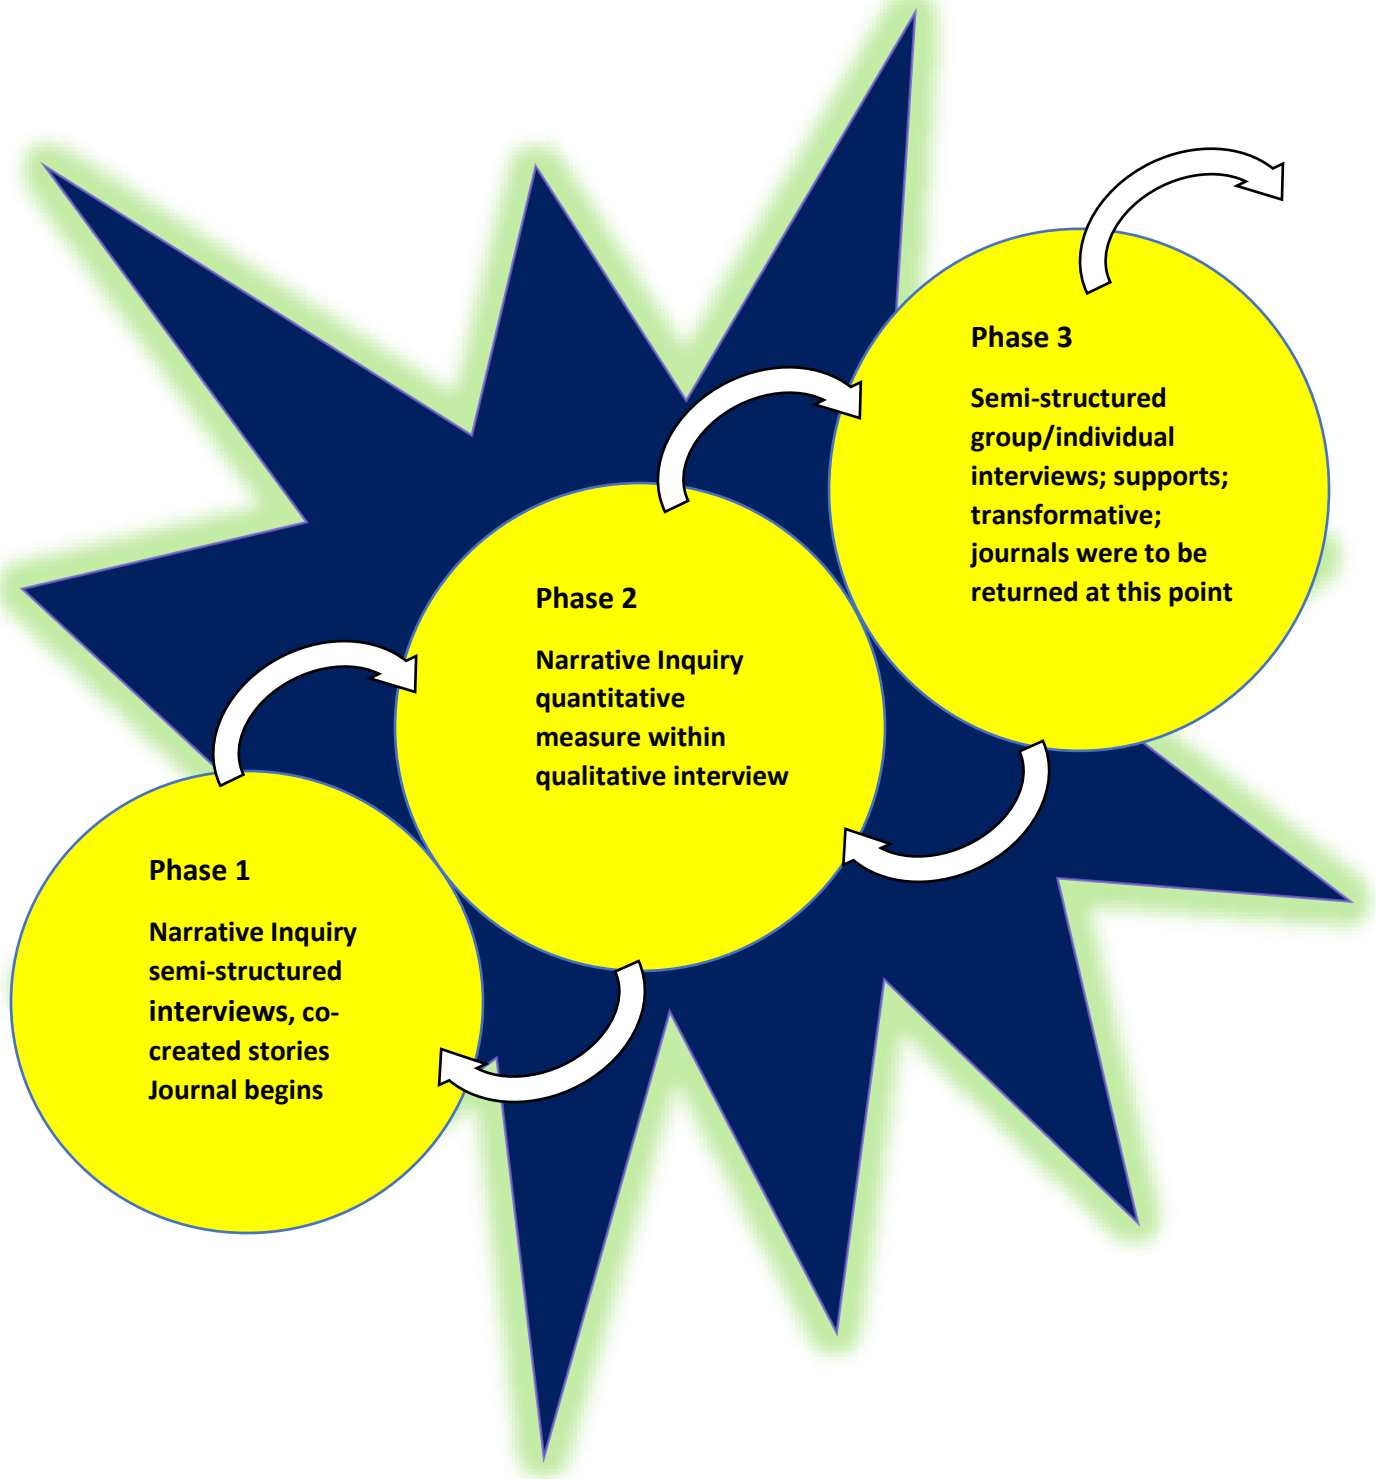 Phase 3
Semi-structured
group/individual
interviews; supports;
transformative;
journals were to be
returned at this point
Phase 2
Narrative Inquiry
quantitative
measure within
qualitative interview
Phase 1
Narrative Inquiry
semi-structured
interviews, co-
created stories
Journal begins